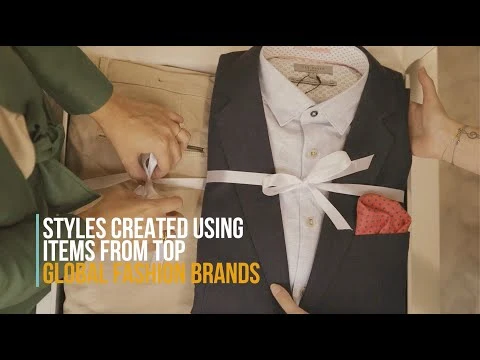 STYLES CREATED USING
ITEMS FROM TOP
GLOBAL FASHION BRANDS